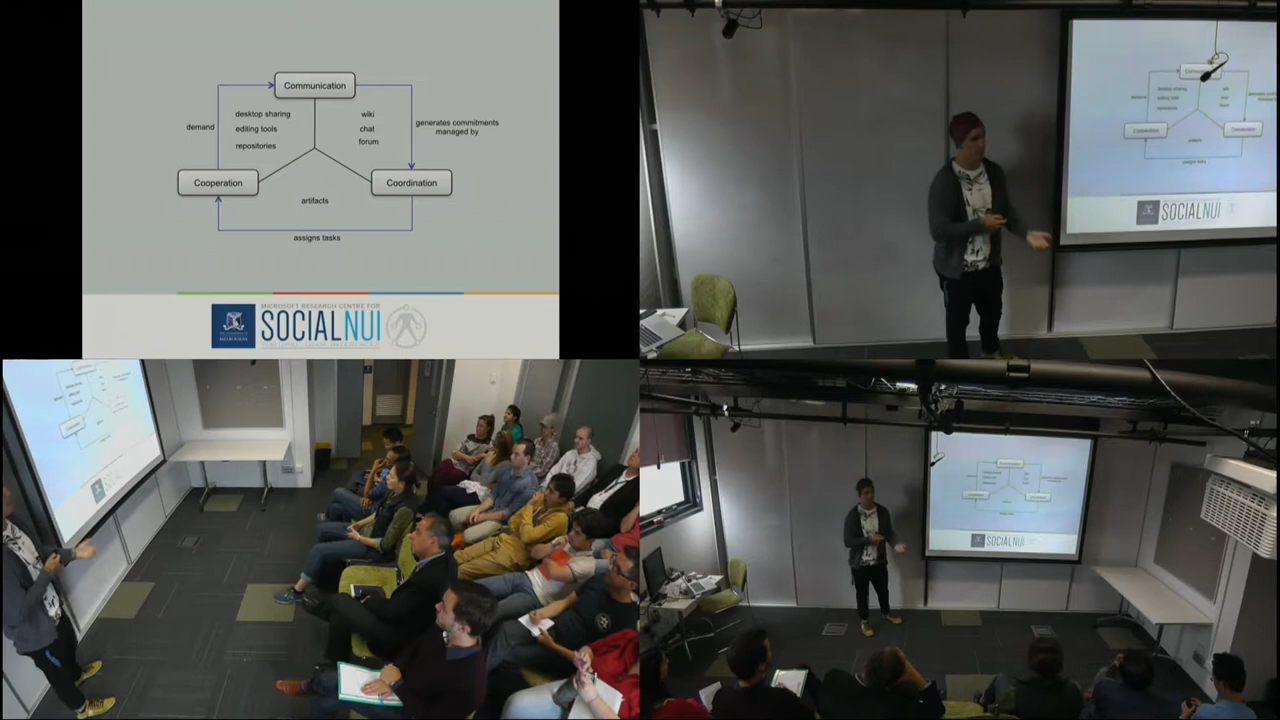 Communication
desktop sharing
wiki
demand
editing tools
chat
generates commitments
managed by
repositories
forum
Cooperation
Coordination
artifacts
assigns tasks
MICROSOFT RESEARCH CENTRE FOR
SOCIALNUI
MELBOURNE
SOCIALNUI
SOCIALNUI